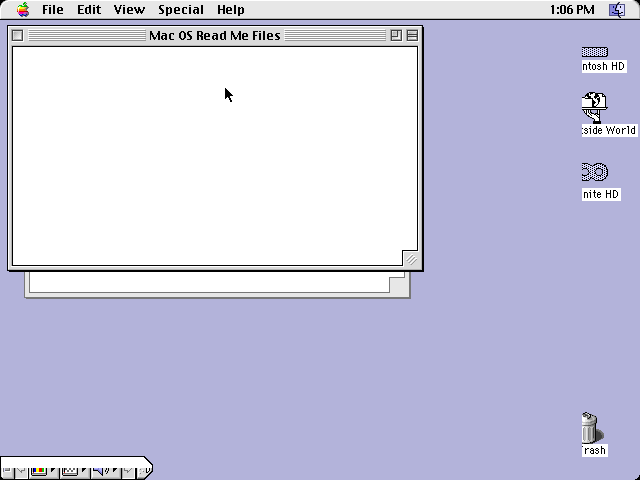 File Edit View Special Help 1:06 PM
Mac OS Read Me Files
ntosh HD
side World
nite HD
Trash